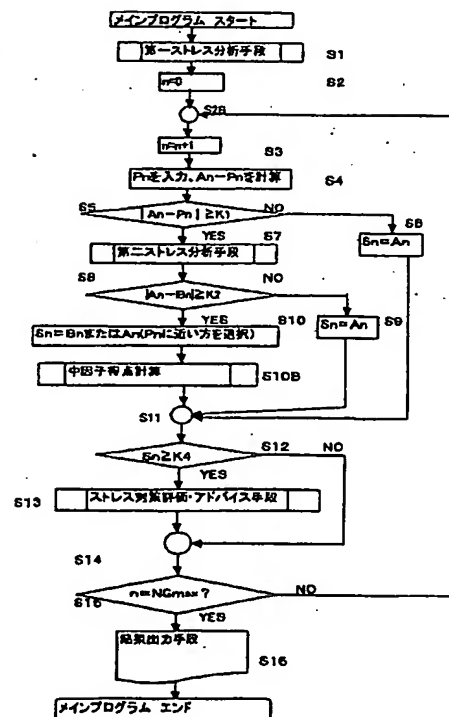 メインプログラム スタート
第一ストレス分析手段 S1
n=0 S2
S2B
n=n+1
S3
Pnを入力、An-Pnを計算 S4
S5 |An-Pn|≧K1 NO
S6
YES S7
Sn=An
第二ストレス分析手段
S8 NO
|An-Bn|≧K2
YES S10 S9
Sn=BnまたはAn(Pnに近い方を選択) Sn=An
中因子得点計算 S10B
S11
S12 NO
Sn≧K4
YES
S13 ストレス対策評価・アドバイス手段
S14
n=NGmax? NO
S15
YES
結果出力手段
S16
メインプログラム エンド